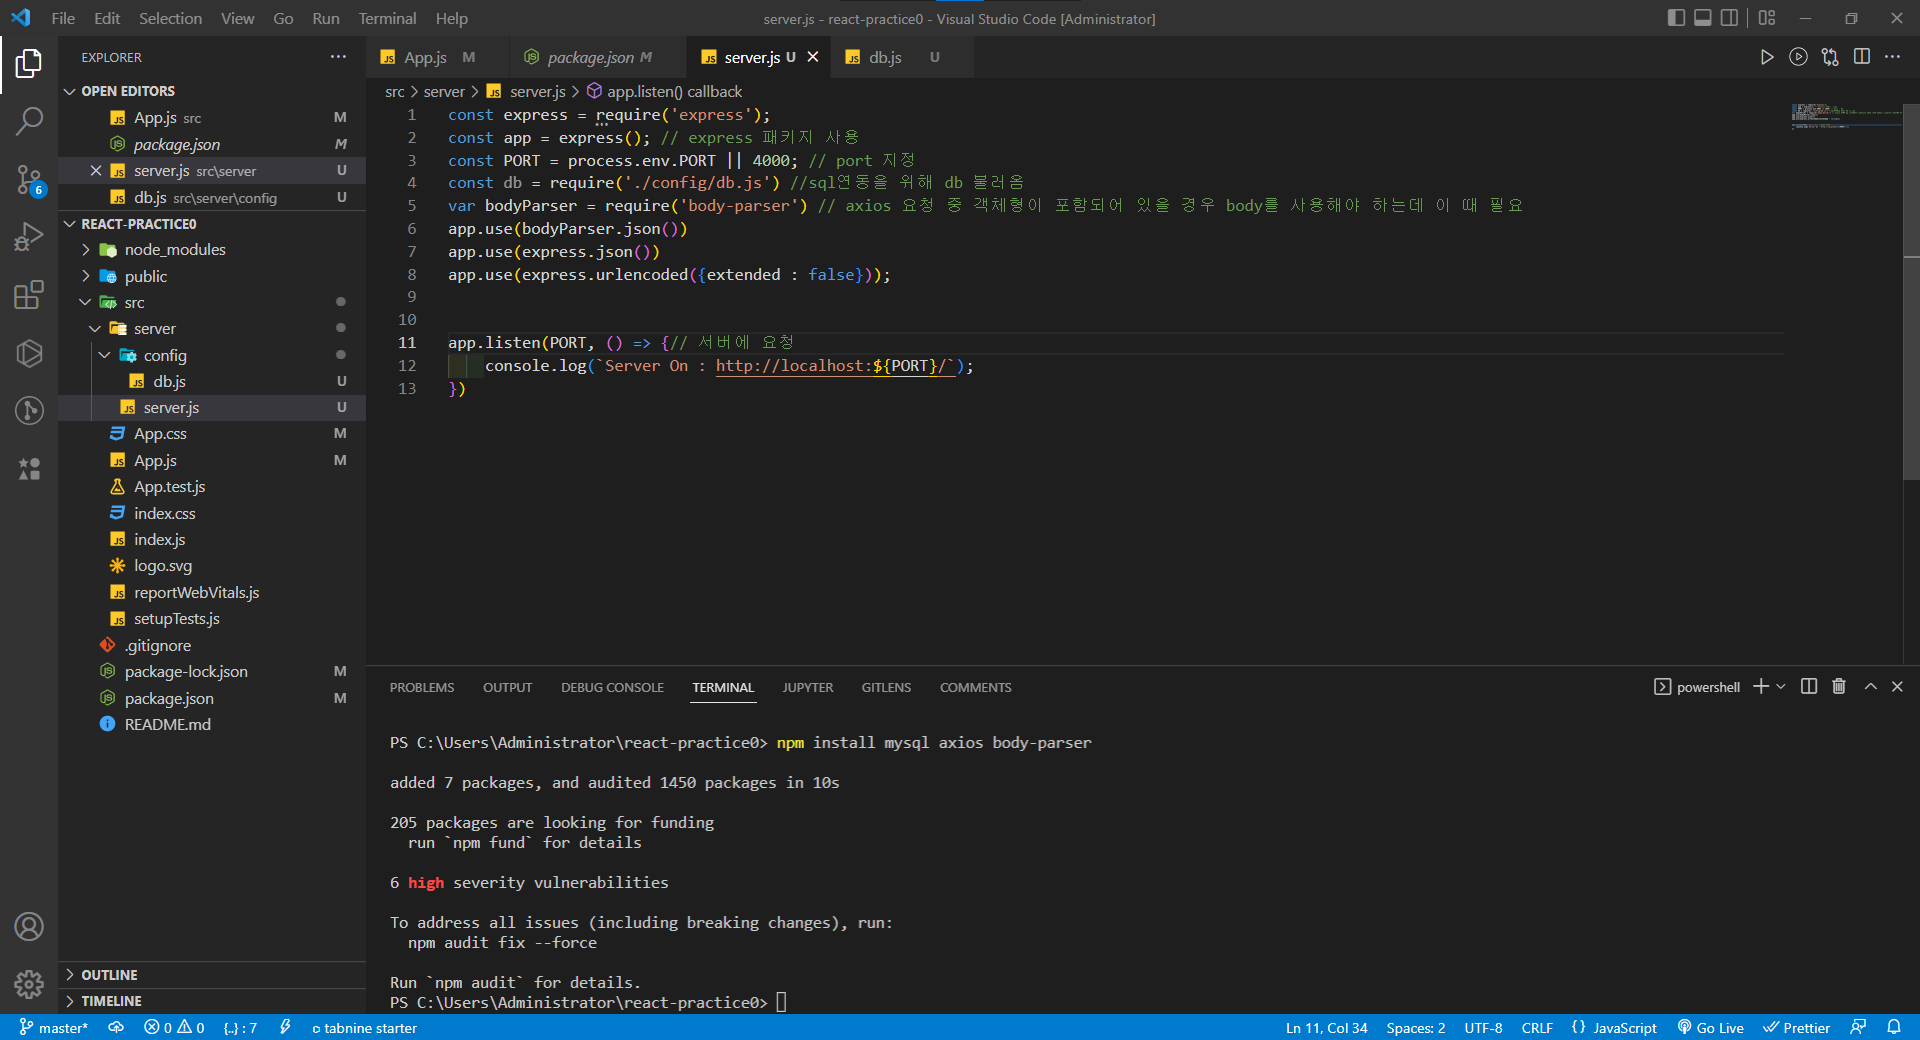 File Edit Selection View Go Run Terminal Help
server.js - react-practice0 - Visual Studio Code [Administrator]
EXPLORER
OPEN EDITORS
App.js src M
package.json M
server.js src\server U
db.js src\server\config U
REACT-PRACTICE0
node_modules
public
src
server
config
db.js U
server.js U
App.css M
App.js M
App.test.js
index.css
index.js
logo.svg
reportWebVitals.js
setupTests.js
.gitignore
package-lock.json M
package.json M
README.md
OUTLINE
TIMELINE
6
App.js M package.json M server.js U db.js U
src > server > server.js > app.listen() callback
1 const express = require('express');
2 const app = express(); // express 패키지 사용
3 const PORT = process.env.PORT || 4000; // port 지정
4 const db = require('./config/db.js') //sql연동을 위해 db 불러옴
5 var bodyParser = require('body-parser') // axios 요청 중 객체형이 포함되어 있을 경우 body를 사용해야 하는데 이 때 필요
6 app.use(bodyParser.json())
7 app.use(express.json())
8 app.use(express.urlencoded({extended : false}));
9
10
11 app.listen(PORT, () => {// 서버에 요청
12 console.log(`Server On : http://localhost:${PORT}/`);
13 })
PROBLEMS OUTPUT DEBUG CONSOLE TERMINAL JUPYTER GITLENS COMMENTS
powershell
PS C:\Users\Administrator\react-practice0> npm install mysql axios body-parser
added 7 packages, and audited 1450 packages in 10s
205 packages are looking for funding
run `npm fund` for details
6 high severity vulnerabilities
To address all issues (including breaking changes), run:
npm audit fix --force
Run `npm audit` for details.
PS C:\Users\Administrator\react-practice0>
master* 0 0 {..} : 7 tabnine starter
Ln 11, Col 34 Spaces: 2 UTF-8 CRLF {} JavaScript Go Live Prettier